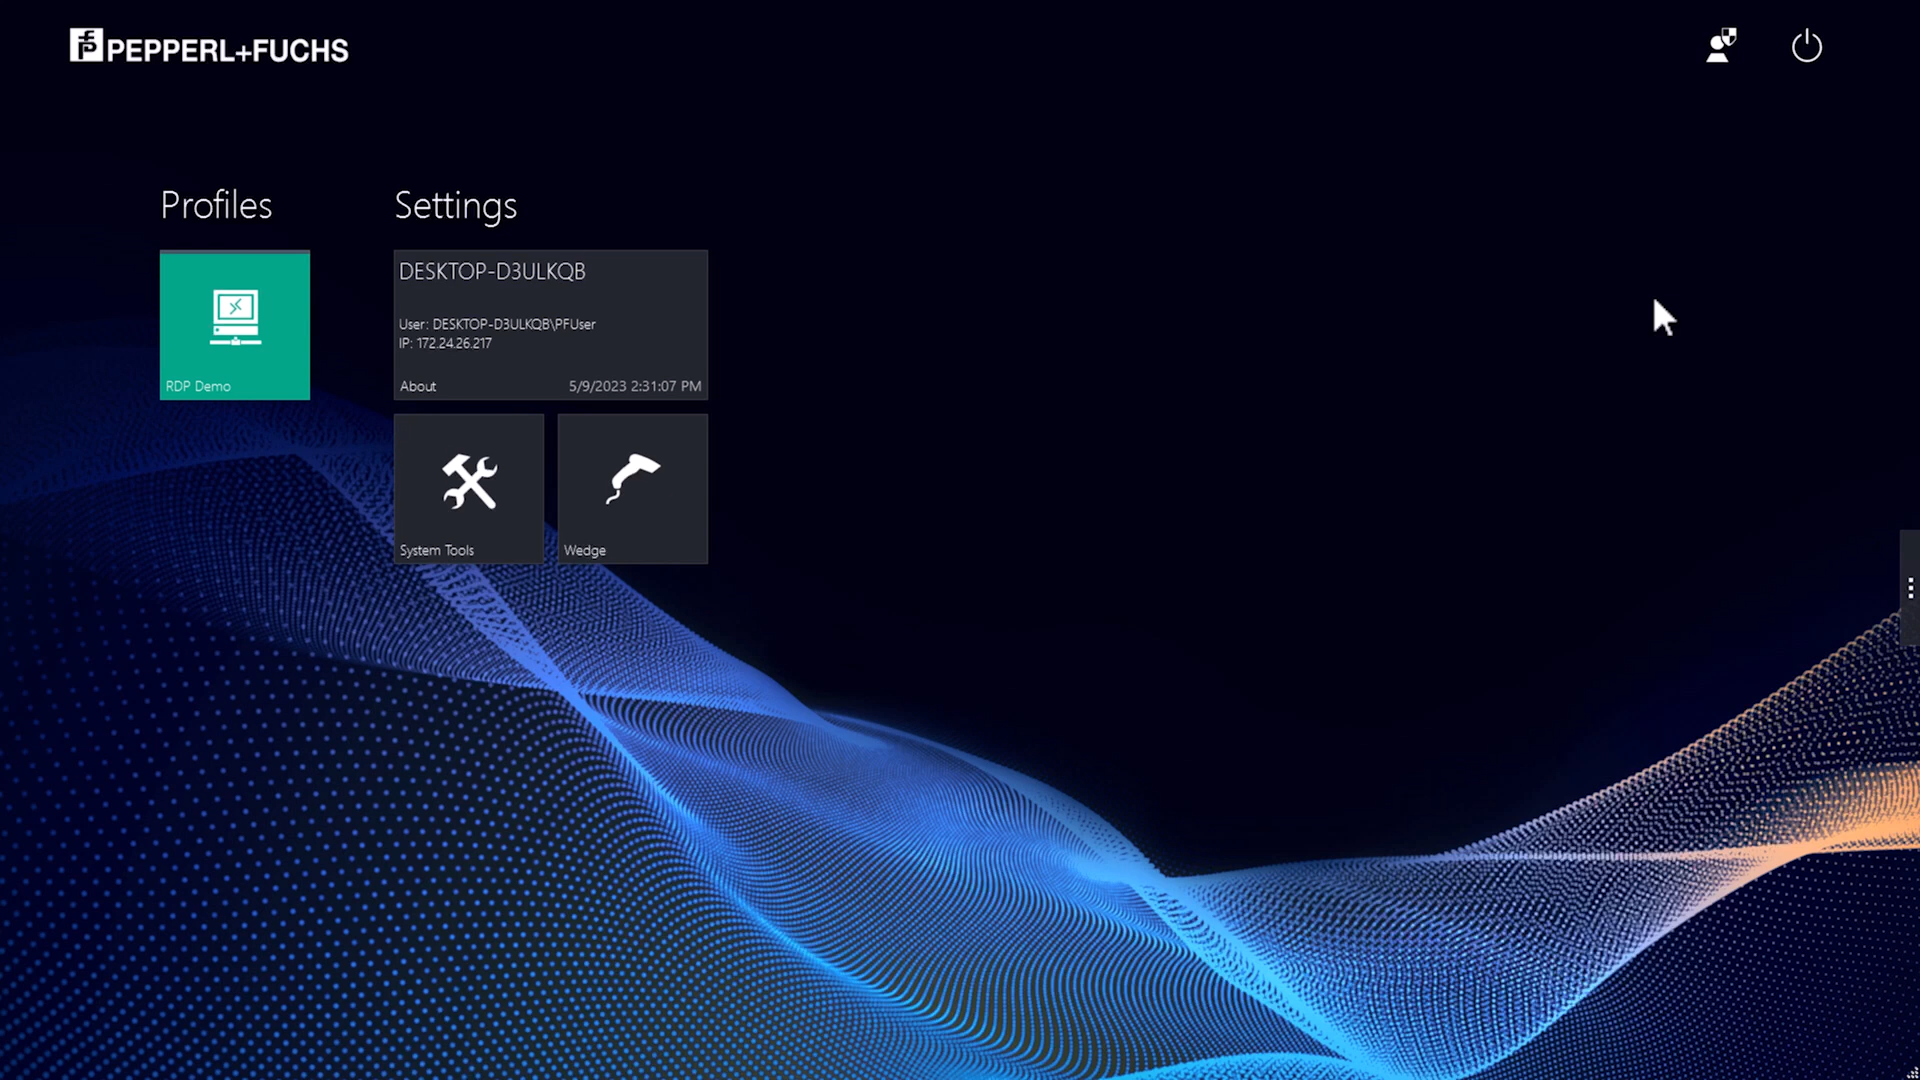 PEPPERL+FUCHS
Profiles
Settings
RDP Demo
DESKTOP-D3ULKQB
User: DESKTOP-D3ULKQB\PFUser
IP: 172.24.26.217
About
5/9/2023 2:31:07 PM
System Tools
Wedge